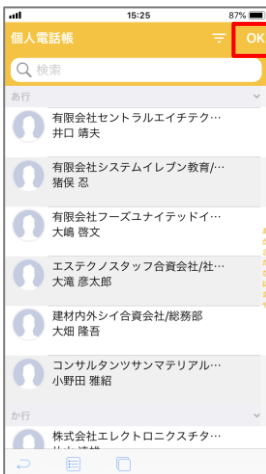 15:25
87%
個人電話帳
OK
検索
あ行
有限会社セントラルエイチテク…
井口 靖夫
有限会社システムイレブン教育/…
猪俣 忍
有限会社フーズユナイテッドイ…
大嶋 啓文
エステクノスタッフ合資会社/社…
大滝 彦太郎
建材内外シイ合資会社/総務部
大畑 隆吾
コンサルタンツサンマテリアル…
小野田 雅紹
か行
株式会社エレクトロニクスチタ…